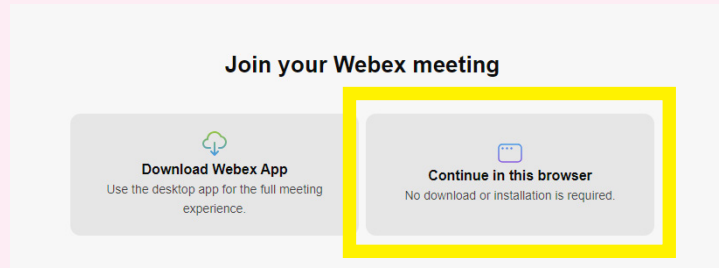 Join your Webex meeting
Download Webex App
Use the desktop app for the full meeting
experience.
Continue in this browser
No download or installation is required.